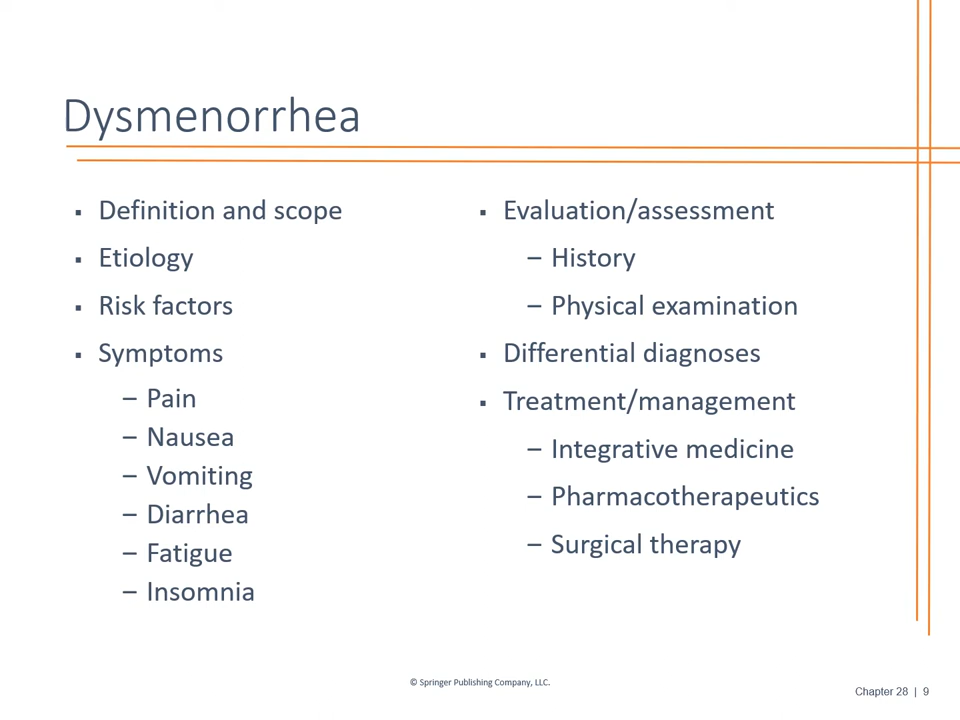 Dysmenorrhea
▪ Definition and scope
▪ Etiology
▪ Risk factors
▪ Symptoms
– Pain
– Nausea
– Vomiting
– Diarrhea
– Fatigue
– Insomnia
▪ Evaluation/assessment
– History
– Physical examination
▪ Differential diagnoses
▪ Treatment/management
– Integrative medicine
– Pharmacotherapeutics
– Surgical therapy
© Springer Publishing Company, LLC.
Chapter 28 | 9